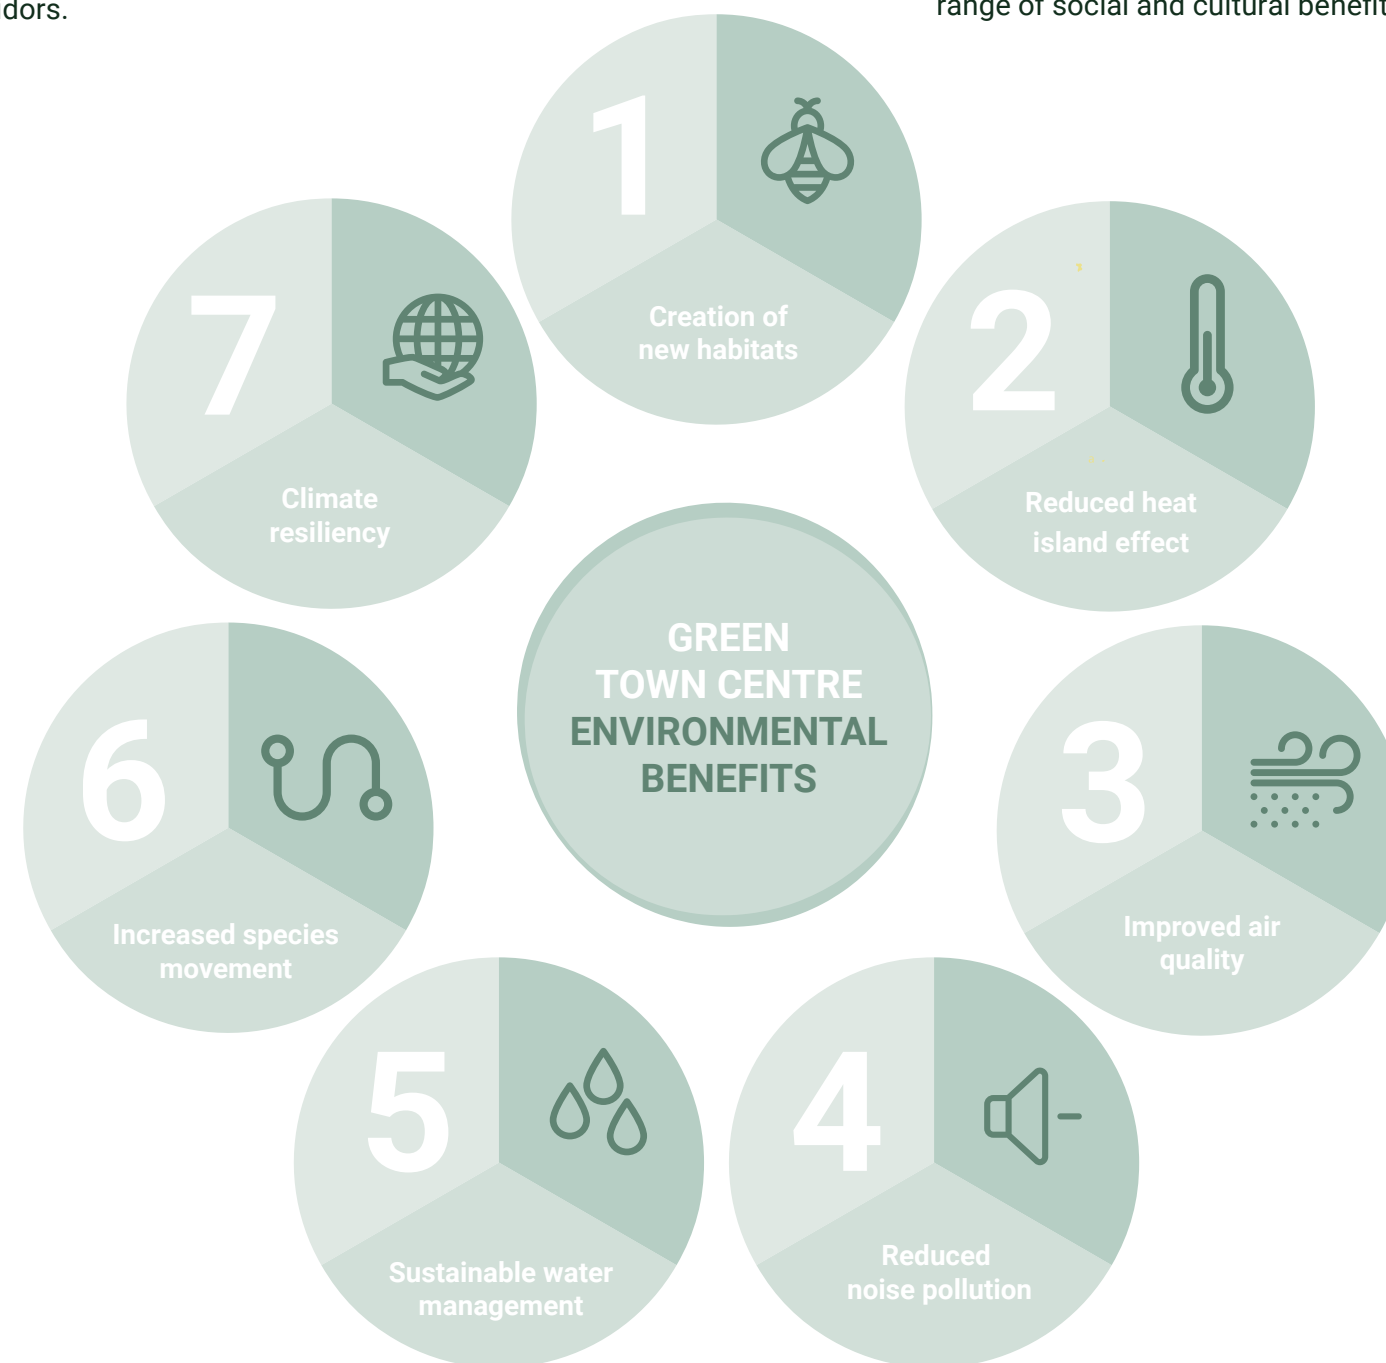 idors.
range of social and cultural benefit
1
Creation of
new habitats
2
Reduced heat
island effect
3
Improved air
quality
4
Reduced
noise pollution
5
Sustainable water
management
6
Increased species
movement
7
Climate
resiliency
GREEN
TOWN CENTRE
ENVIRONMENTAL
BENEFITS